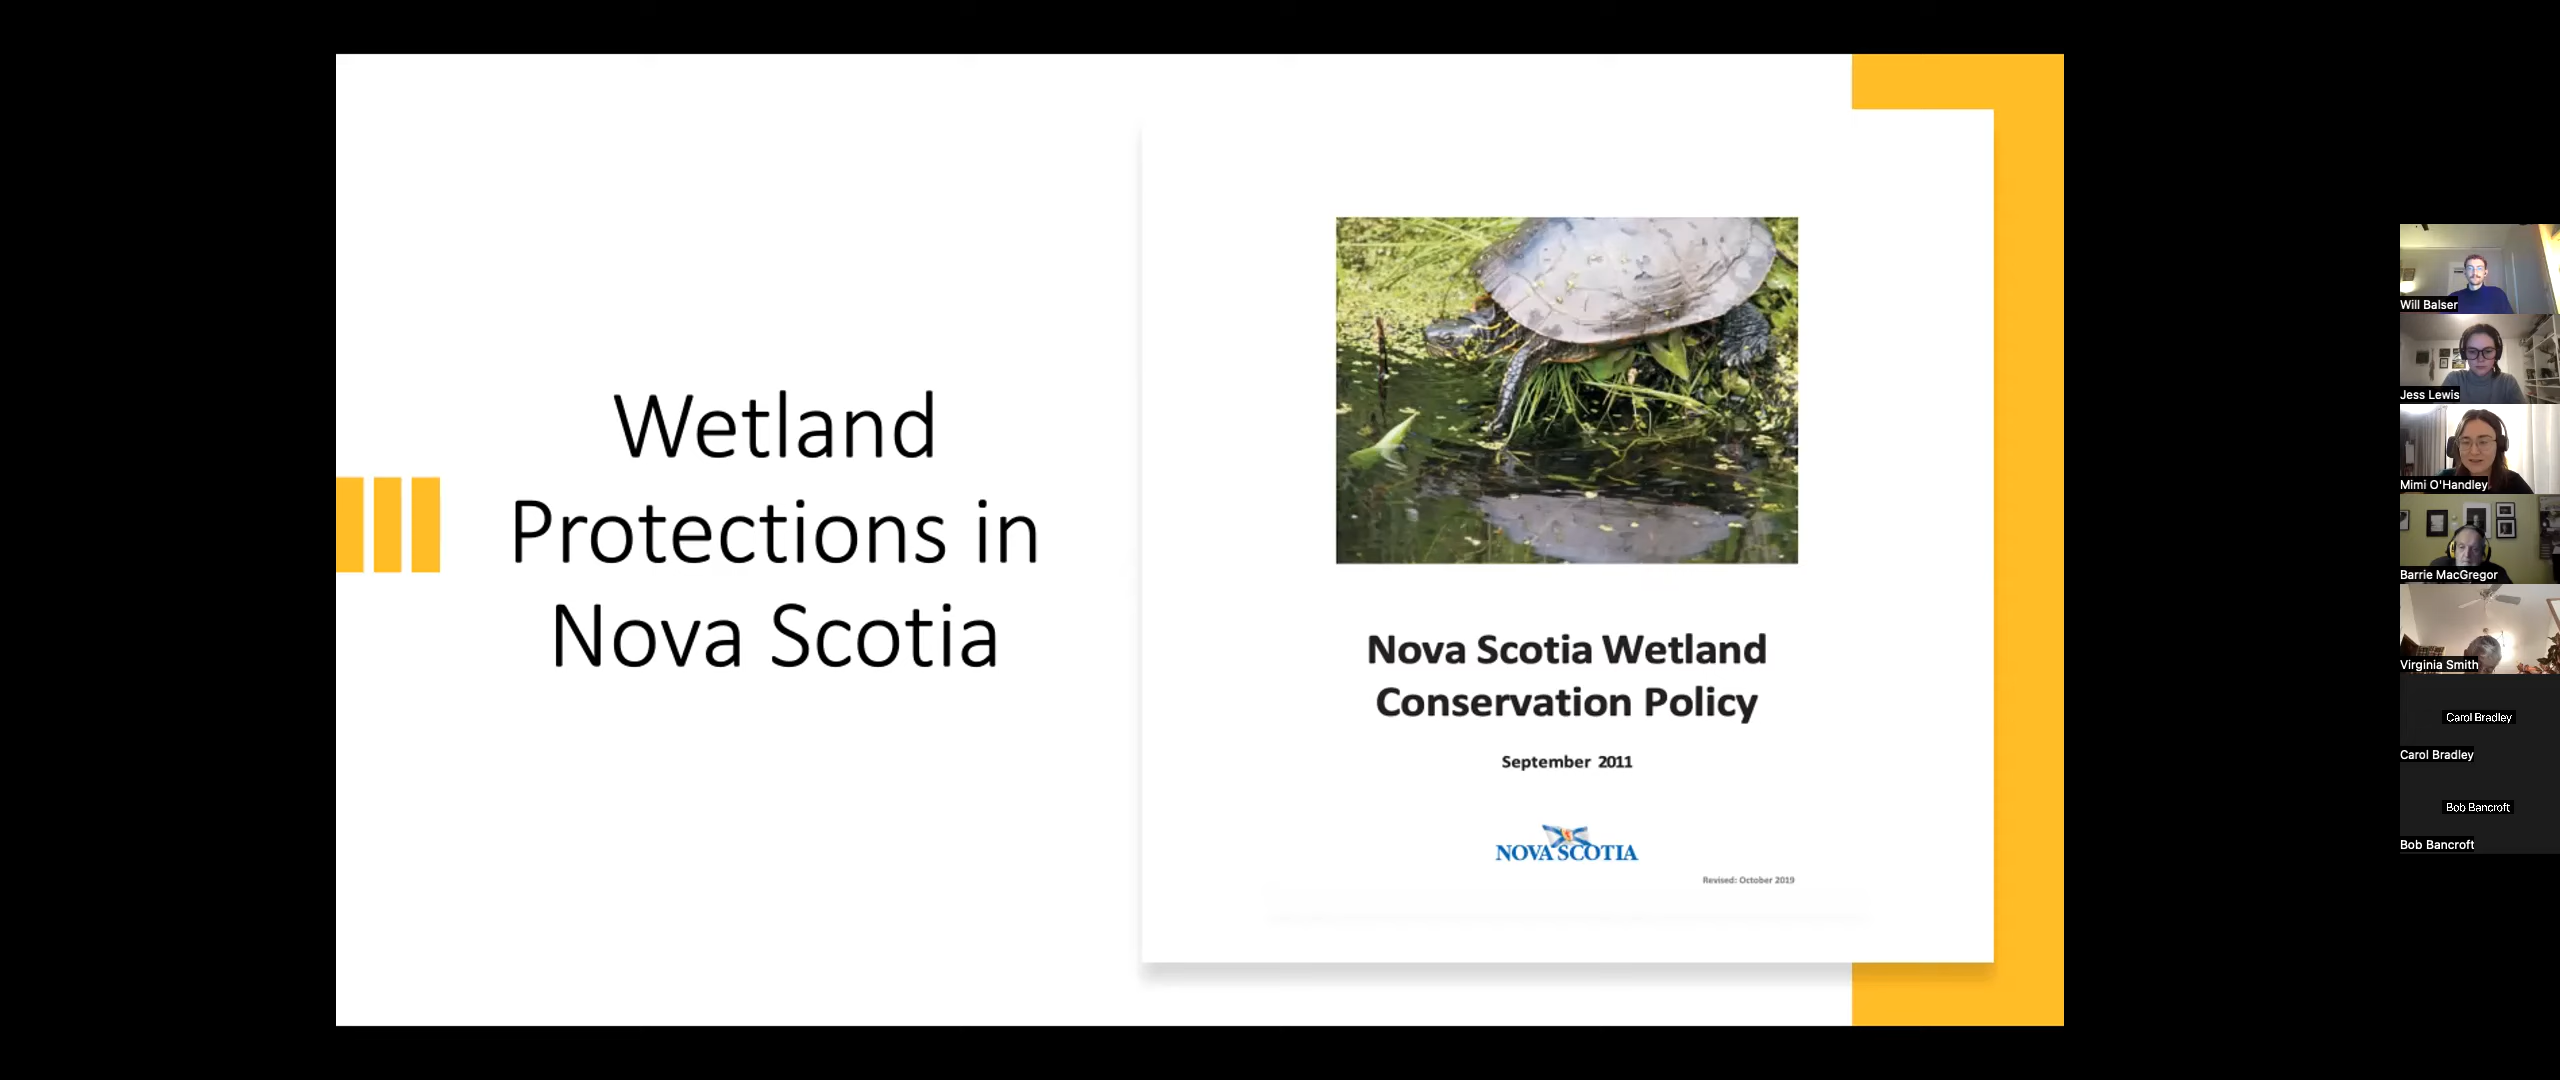 Wetland
Protections in
Nova Scotia
Nova Scotia Wetland
Conservation Policy
September 2011
NOVA SCOTIA
Revised: October 2019
Will Balser
Jess Lewis
Mimi O'Handley
Barrie MacGregor
Virginia Smith
Carol Bradley
Carol Bradley
Bob Bancroft
Bob Bancroft